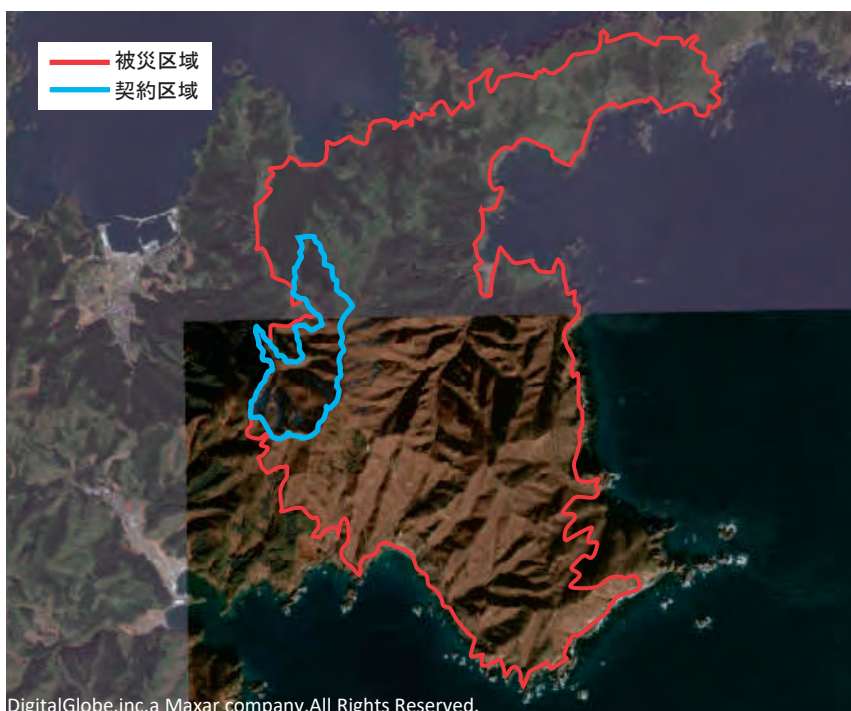 被災区域
契約区域
DigitalGlobe,inc,a Maxar company.All Rights Reserved.